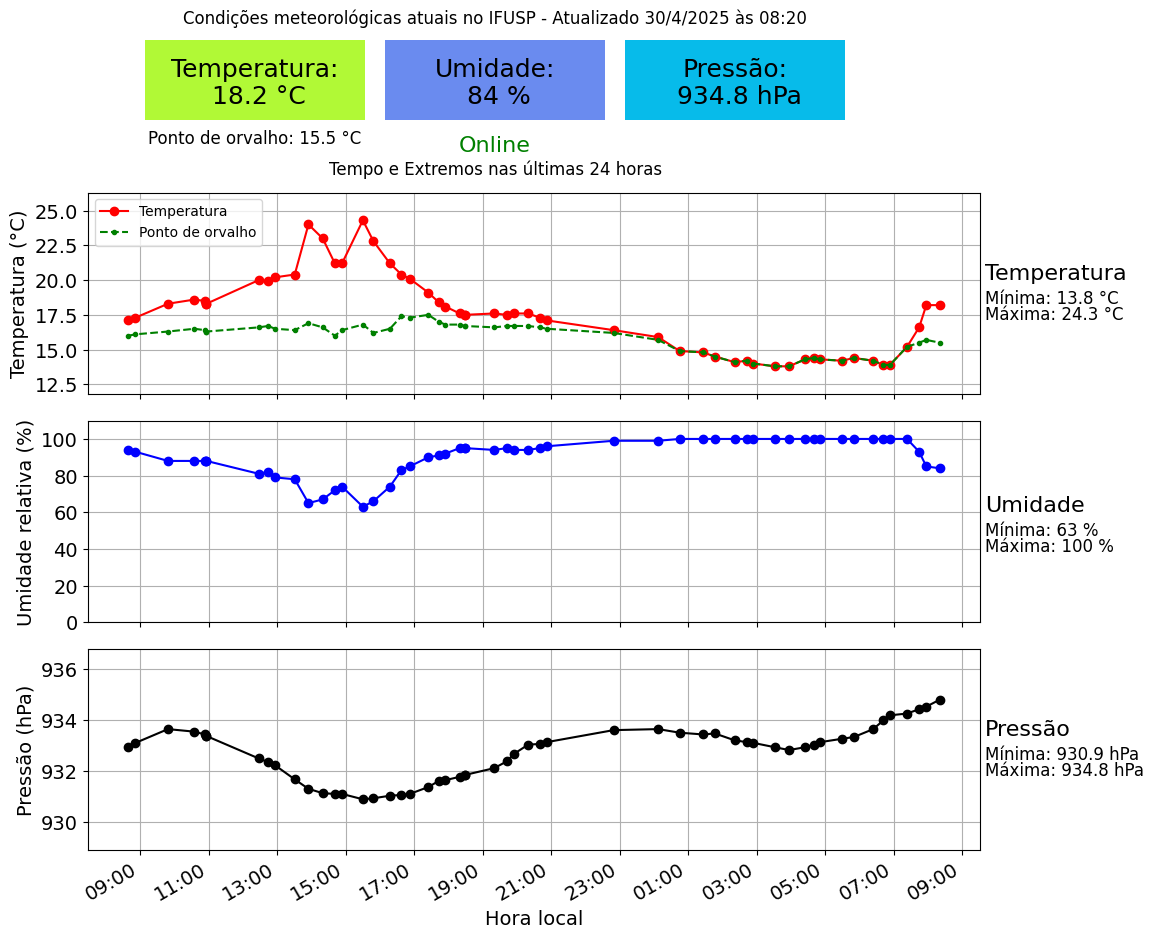 Condições meteorológicas atuais no IFUSP - Atualizado 30/4/2025 às 08:20
Temperatura:
18.2 °C
Umidade:
84 %
Pressão:
934.8 hPa
Ponto de orvalho: 15.5 °C
Online
Tempo e Extremos nas últimas 24 horas
Temperatura (°C)
25.0
22.5
20.0
17.5
15.0
12.5
Temperatura
Ponto de orvalho
Temperatura
Mínima: 13.8 °C
Máxima: 24.3 °C
Umidade relativa (%)
100
80
60
40
20
0
Umidade
Mínima: 63 %
Máxima: 100 %
Pressão (hPa)
936
934
932
930
Pressão
Mínima: 930.9 hPa
Máxima: 934.8 hPa
09:00
11:00
13:00
15:00
17:00
19:00
21:00
23:00
01:00
03:00
05:00
07:00
09:00
Hora local